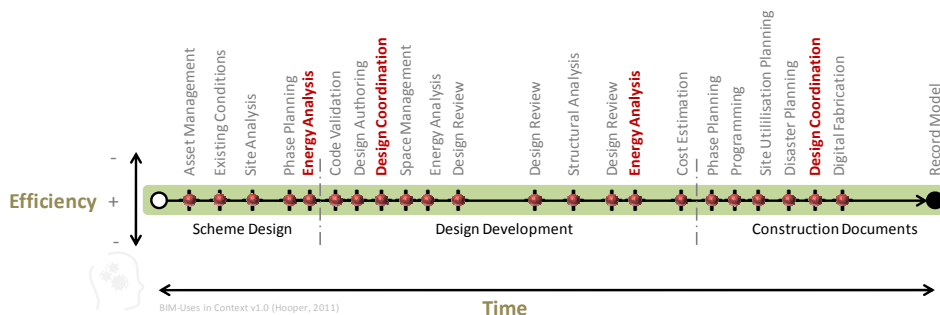 Asset Management
Existing Conditions
Site Analysis
Phase Planning
Energy Analysis
Code Validation
Design Authoring
Design Coordination
Space Management
Energy Analysis
Design Review
Design Review
Structural Analysis
Design Review
Energy Analysis
Cost Estimation
Phase Planning
Programming
Site Utililisation Planning
Disaster Planning
Design Coordination
Digital Fabrication
Record Model
-
Efficiency +
-
Scheme Design
Design Development
Construction Documents
BIM-Uses in Context v1.0 (Hooper, 2011)
Time